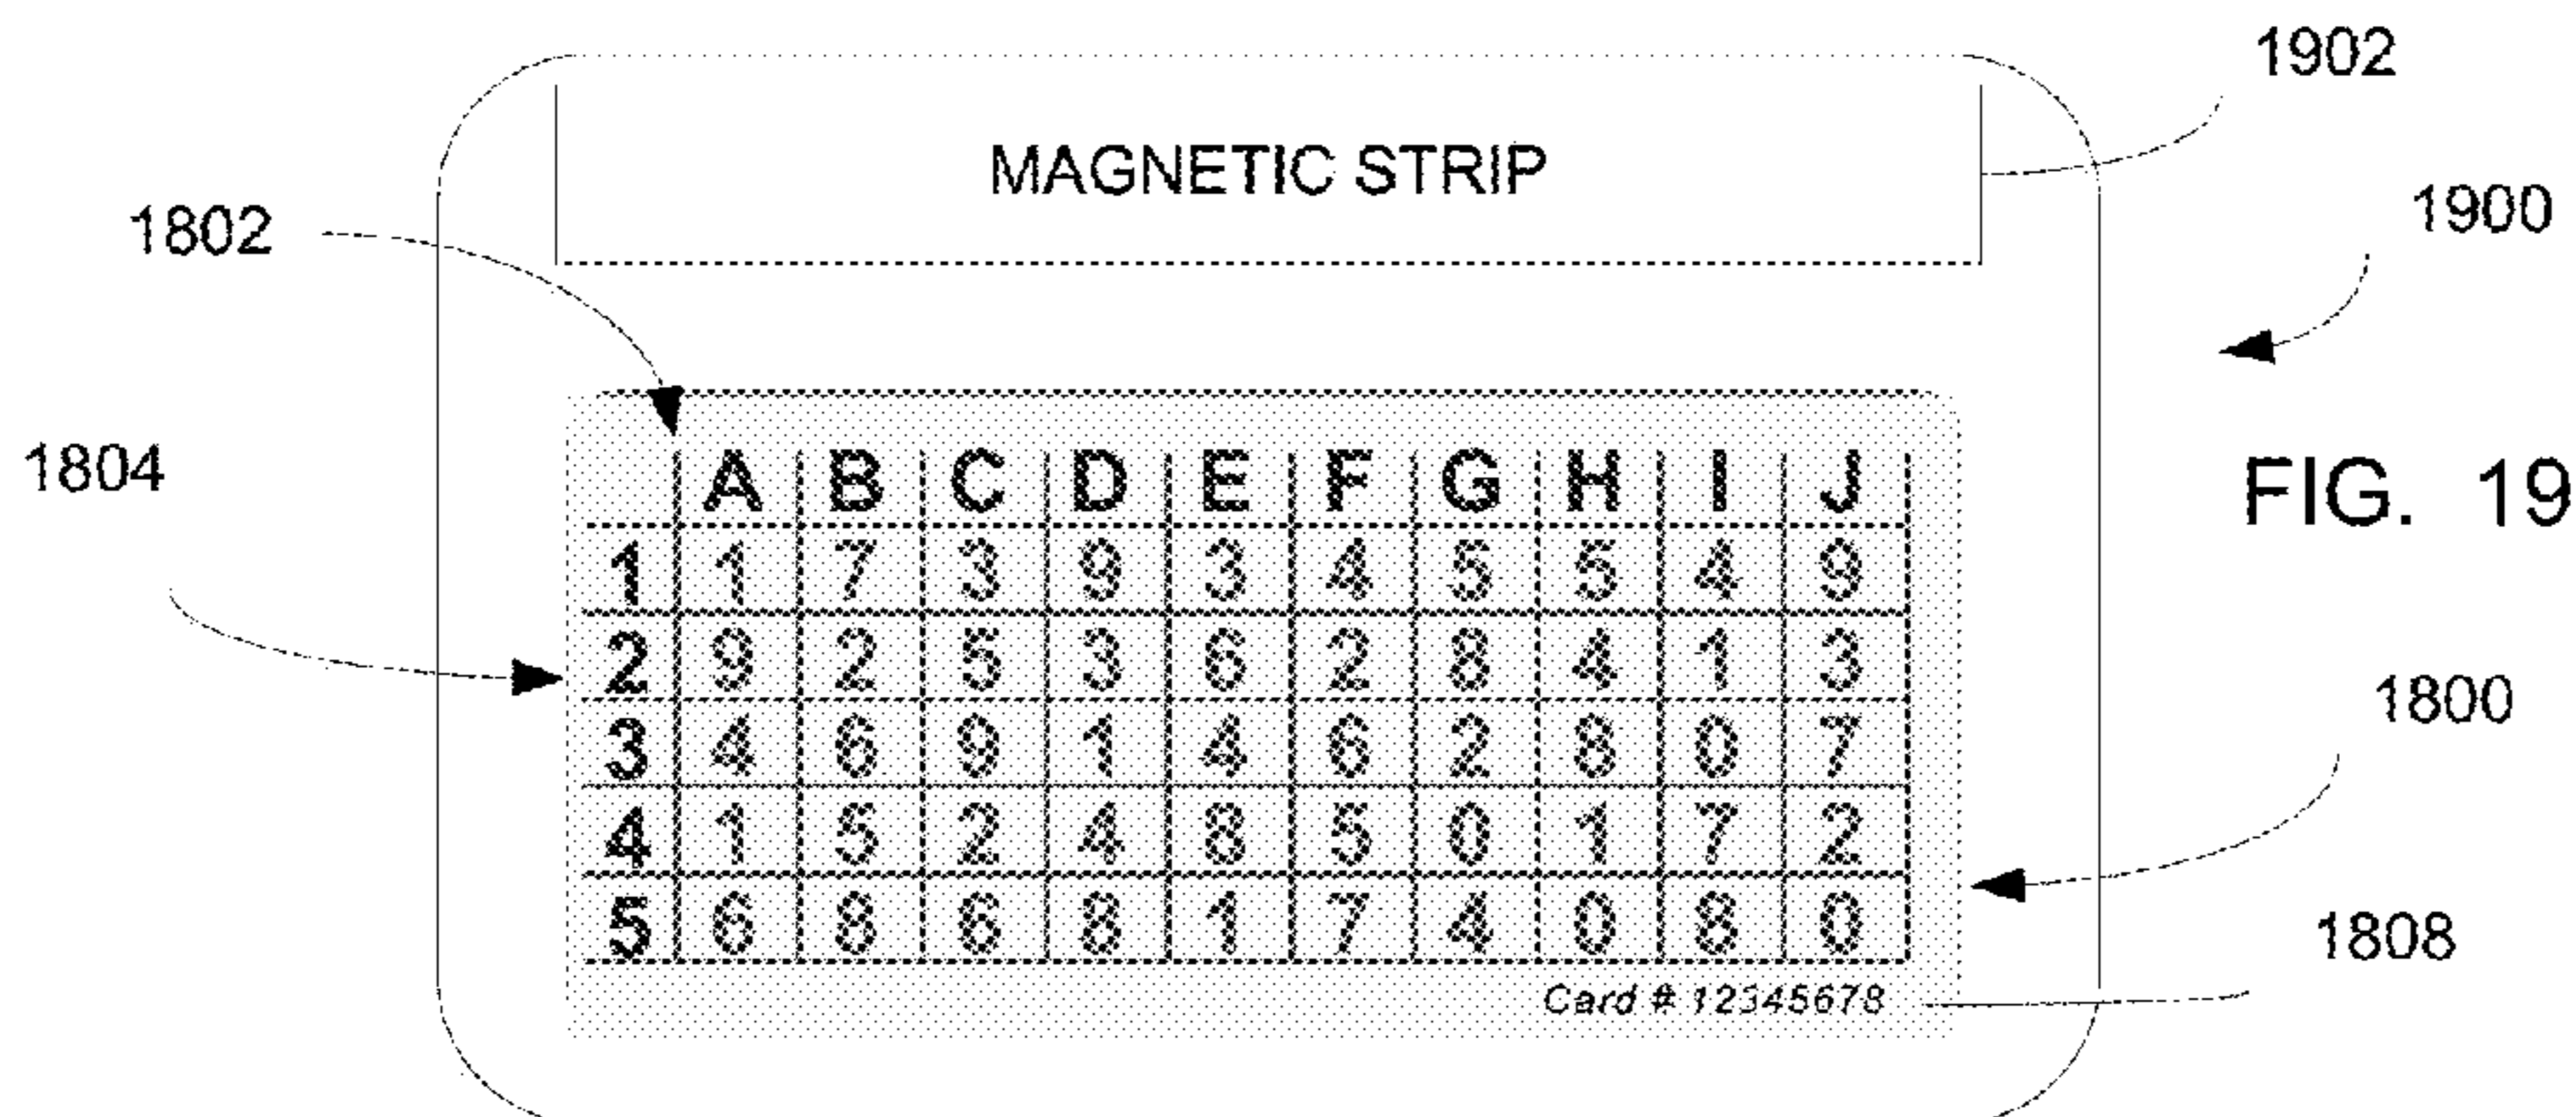 1902
MAGNETIC STRIP
1802
1900
1804
FIG. 19
A B C D E F G H I J
1 1 7 3 9 3 4 5 5 4 9
2 9 2 5 3 6 2 8 4 1 3
3 4 6 9 1 4 6 2 8 0 7
1800
4 1 5 2 4 8 5 0 1 7 2
5 6 8 6 8 1 7 4 0 8 0
1808
Card # 12345678